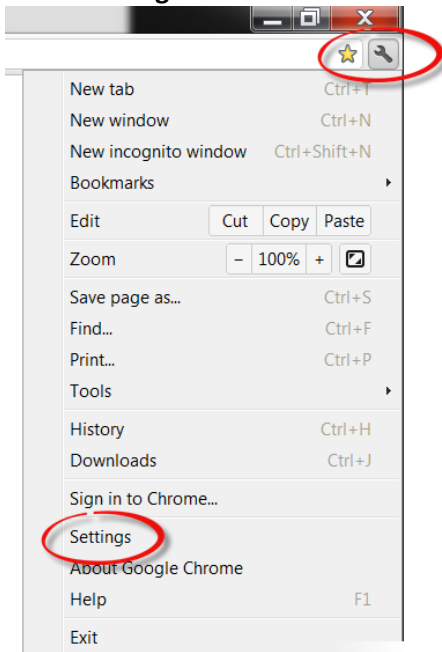 New tab Ctrl+T
New window Ctrl+N
New incognito window Ctrl+Shift+N
Bookmarks
Edit Cut Copy Paste
Zoom - 100% +
Save page as... Ctrl+S
Find... Ctrl+F
Print... Ctrl+P
Tools
History Ctrl+H
Downloads Ctrl+J
Sign in to Chrome...
Settings
About Google Chrome
Help F1
Exit